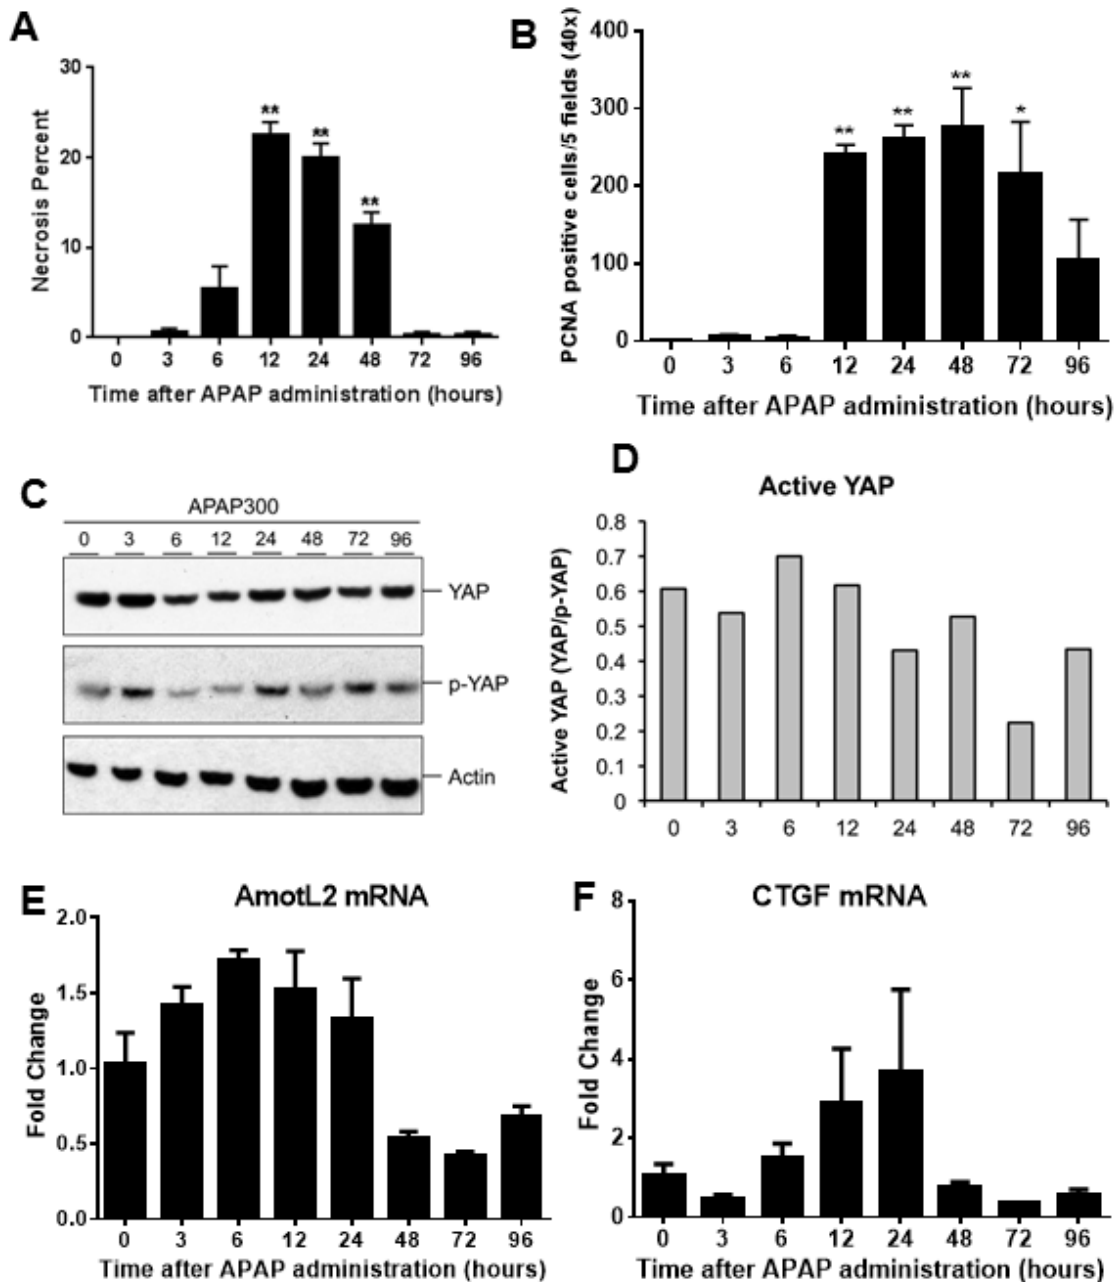 A
Necrosis Percent
30
20
10
0
** ** **
0 3 6 12 24 48 72 96
Time after APAP administration (hours)
B
PCNA positive cells/5 fields (40x)
400
300
200
100
0
** ** ** *
0 3 6 12 24 48 72 96
Time after APAP administration (hours)
C
APAP300
0 3 6 12 24 48 72 96
YAP
p-YAP
Actin
D
Active YAP
Active YAP (YAP/p-YAP)
0.8
0.7
0.6
0.5
0.4
0.3
0.2
0.1
0
0 3 6 12 24 48 72 96
E
AmotL2 mRNA
Fold Change
2.0
1.5
1.0
0.5
0.0
0 3 6 12 24 48 72 96
Time after APAP administration (hours)
F
CTGF mRNA
Fold Change
8
6
4
2
0
0 3 6 12 24 48 72 96
Time after APAP administration (hours)